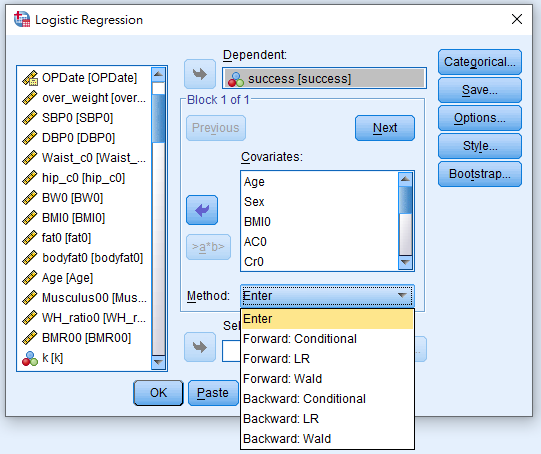 Logistic Regression
OPDate [OPDate]
over_weight [over...
SBP0 [SBP0]
DBP0 [DBP0]
Waist_c0 [Waist_...
hip_c0 [hip_c0]
BW0 [BW0]
BMI0 [BMI0]
fat0 [fat0]
bodyfat0 [bodyfat0]
Age [Age]
Musculus00 [Mus...
WH_ratio0 [WH_r...
BMR00 [BMR00]
k [k]
Dependent:
success [success]
Block 1 of 1
Previous
Next
Covariates:
Age
Sex
BMI0
AC0
Cr0
>a*b>
Method:
Enter
Enter
Forward: Conditional
Forward: LR
Forward: Wald
Backward: Conditional
Backward: LR
Backward: Wald
Sel
...
Categorical...
Save...
Options...
Style...
Bootstrap...
OK
Paste